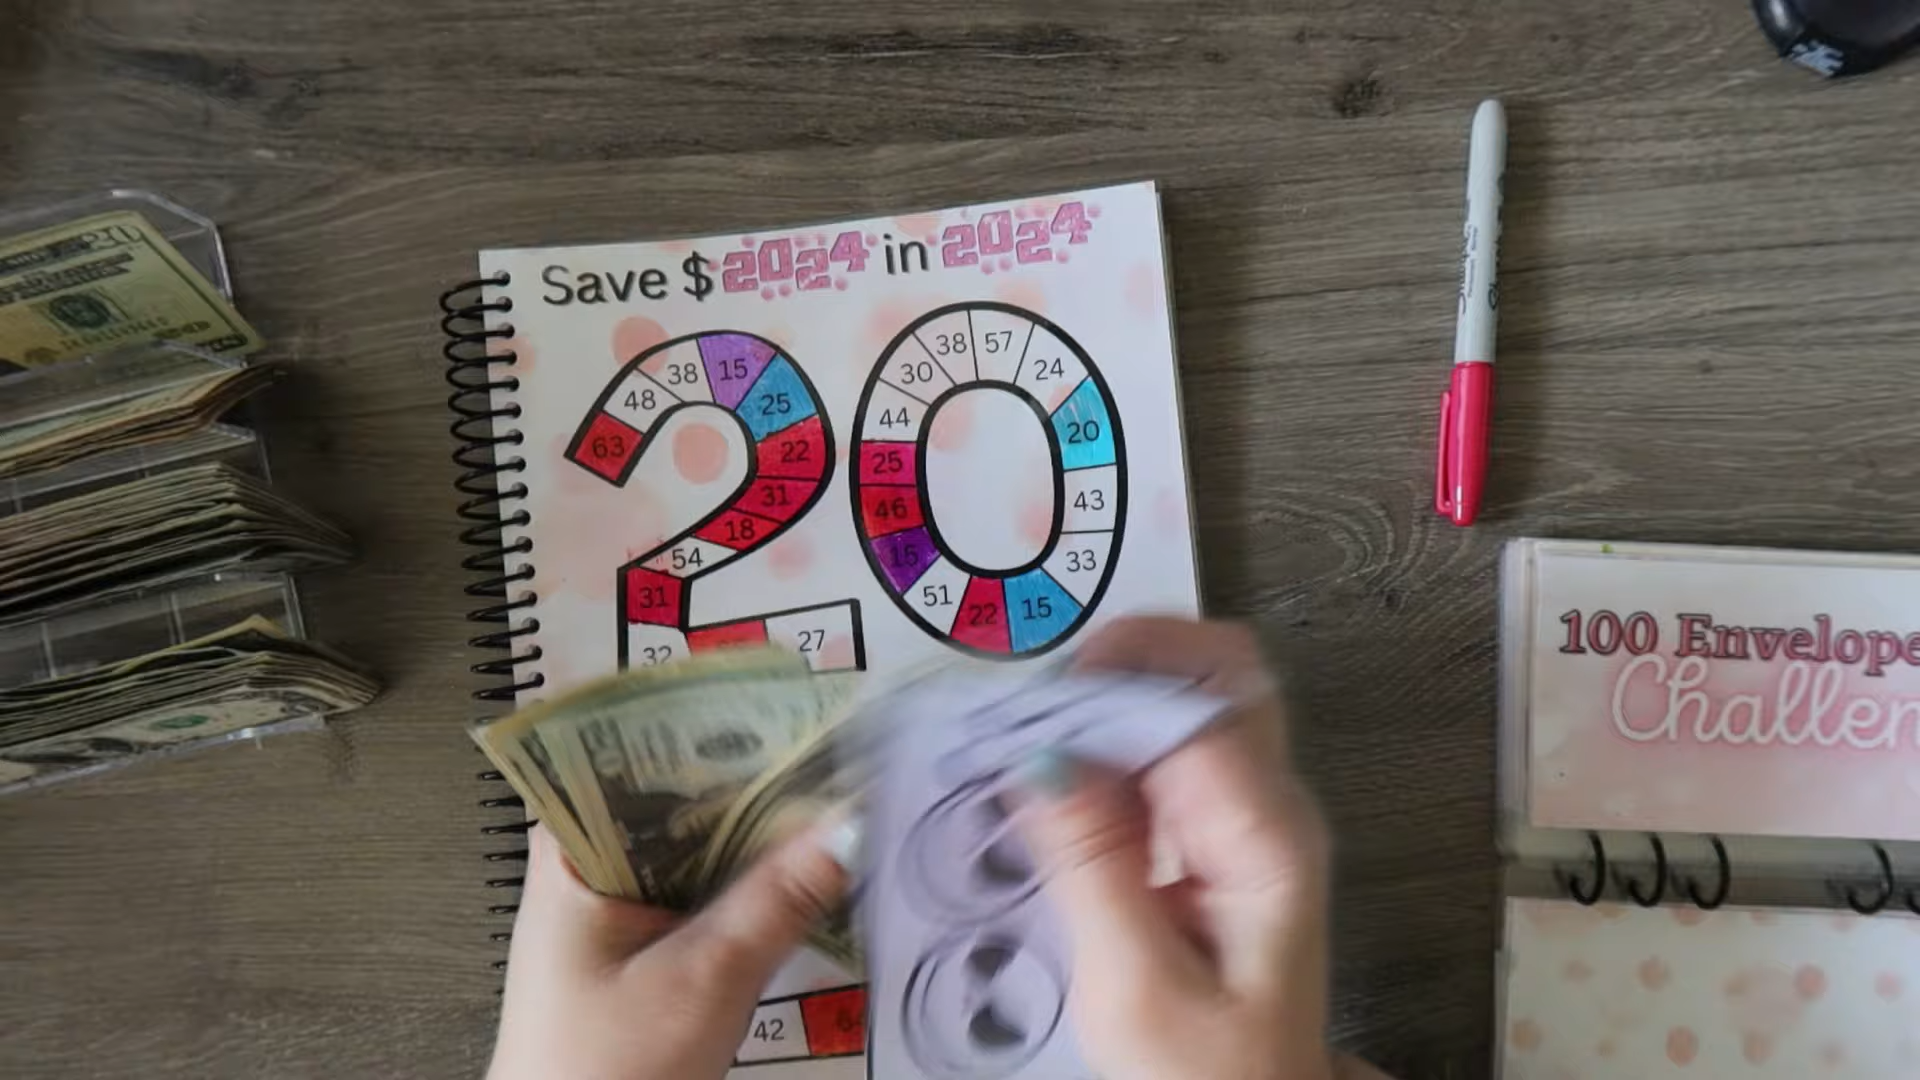 Save $2024 in 2024
38 15 25 22 31 18 54 31 32 27 48 63
38 57 24 20 43 33 15 22 51 15 46 25 44 30
42
100 Envelope
Challen